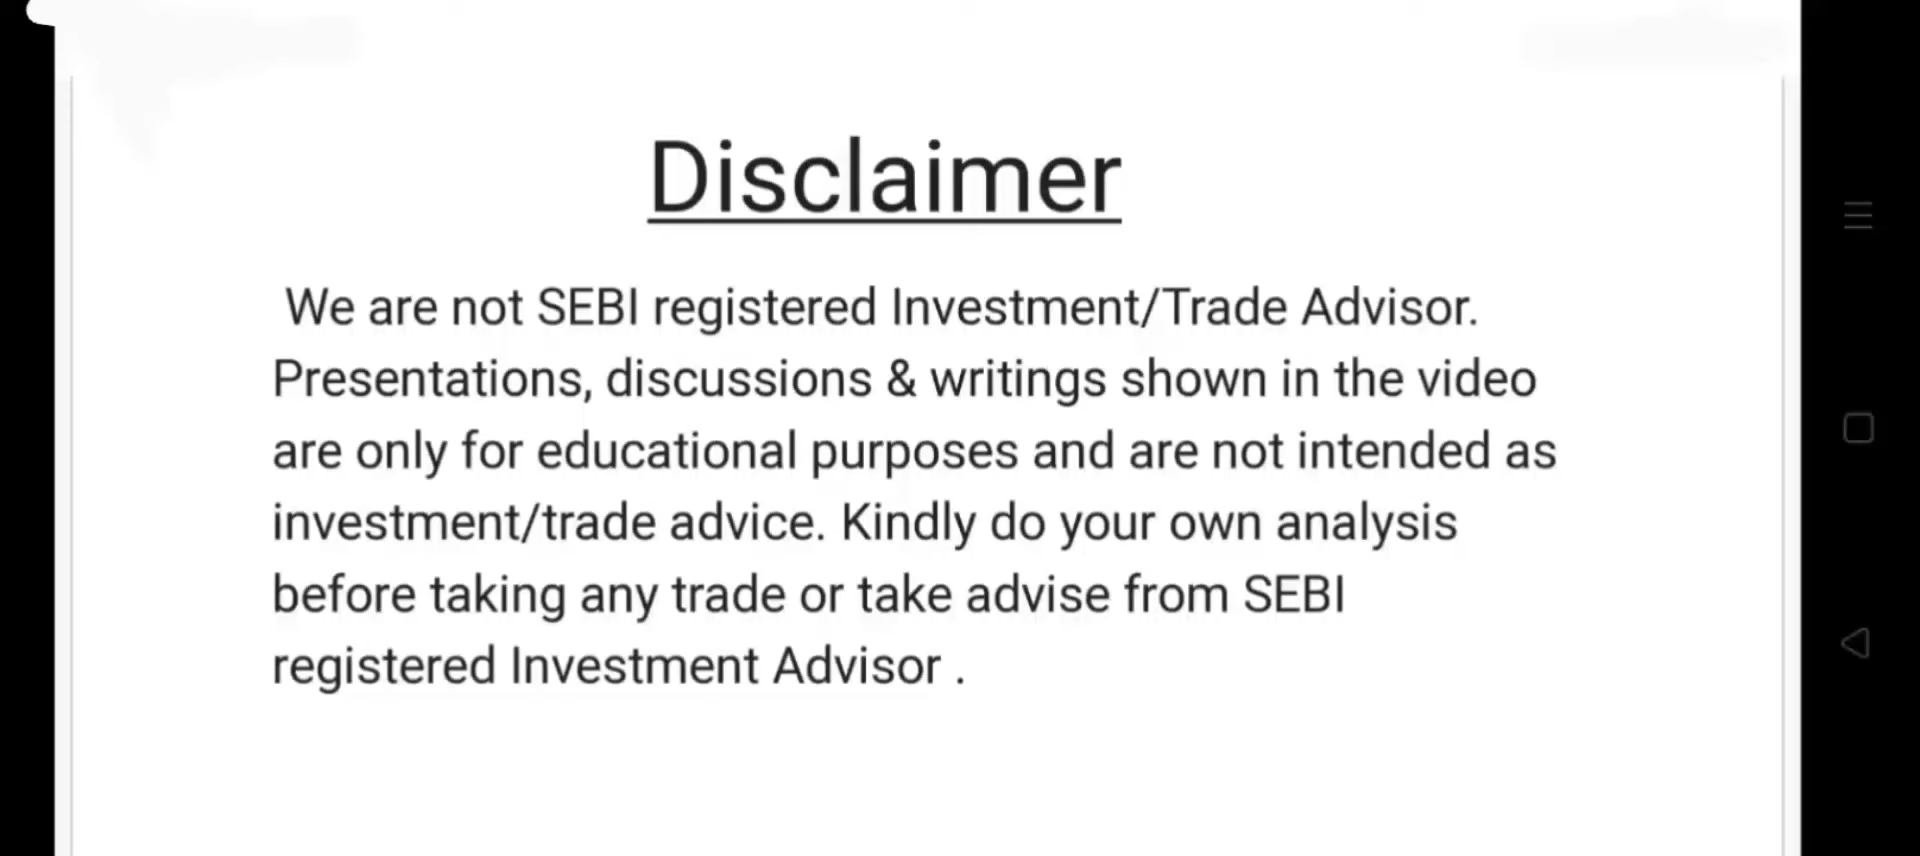 Disclaimer
We are not SEBI registered Investment/Trade Advisor.
Presentations, discussions & writings shown in the video
are only for educational purposes and are not intended as
investment/trade advice. Kindly do your own analysis
before taking any trade or take advise from SEBI
registered Investment Advisor .